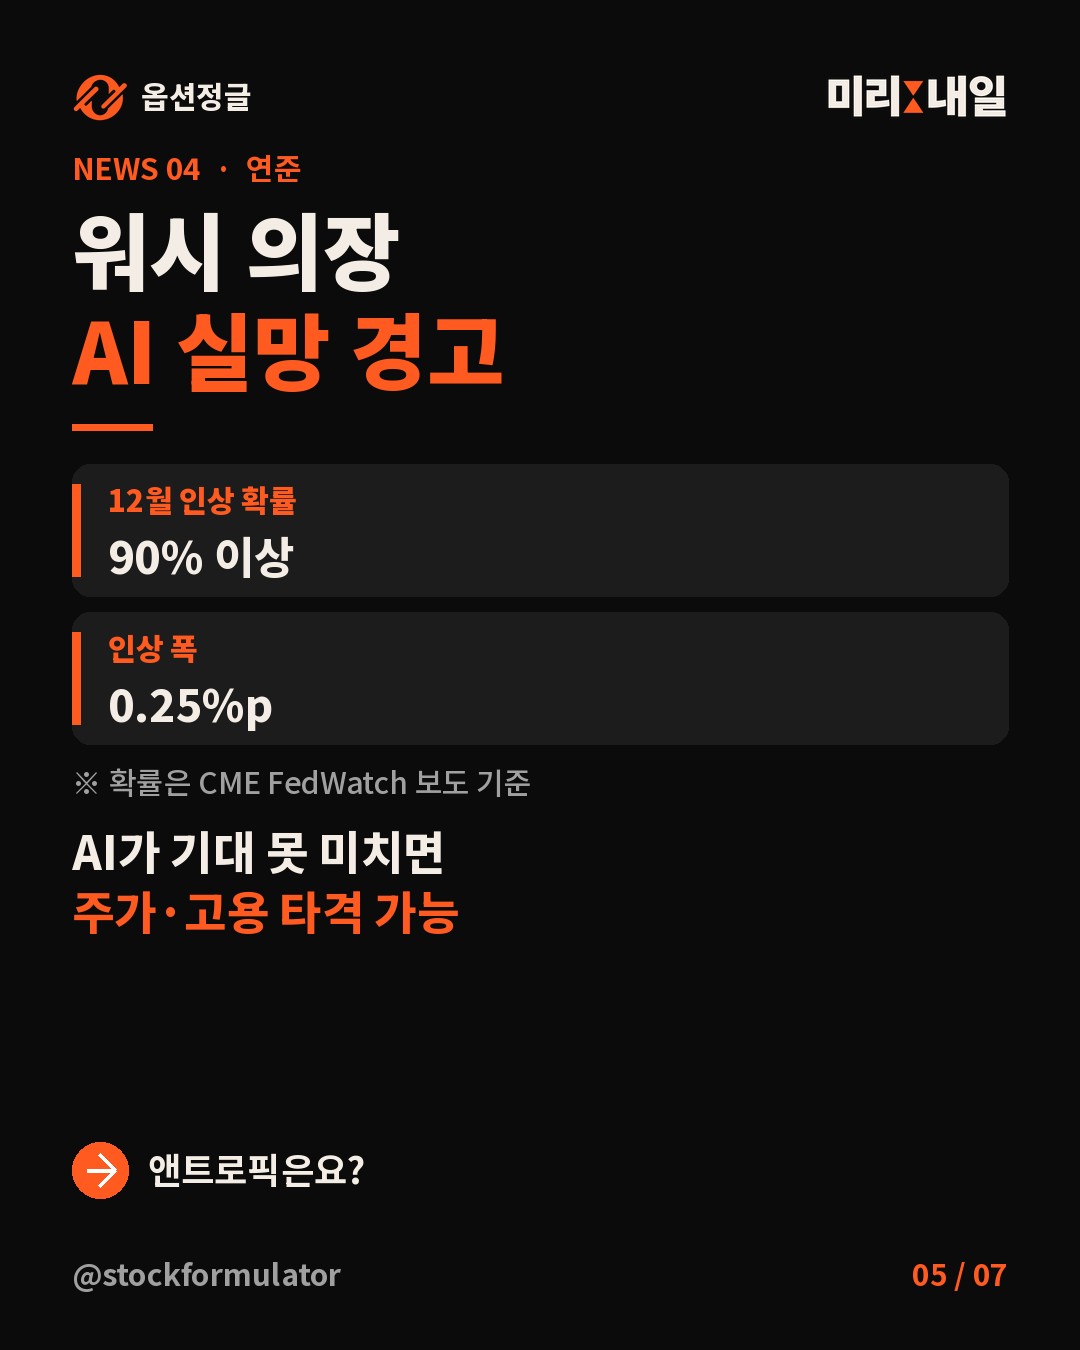 옵션정글
미리내일
NEWS 04 · 연준
워시 의장
AI 실망 경고
12월 인상 확률
90% 이상
인상 폭
0.25%p
※ 확률은 CME FedWatch 보도 기준
AI가 기대 못 미치면
주가·고용 타격 가능
앤트로픽은요?
@stockformulator
05 / 07